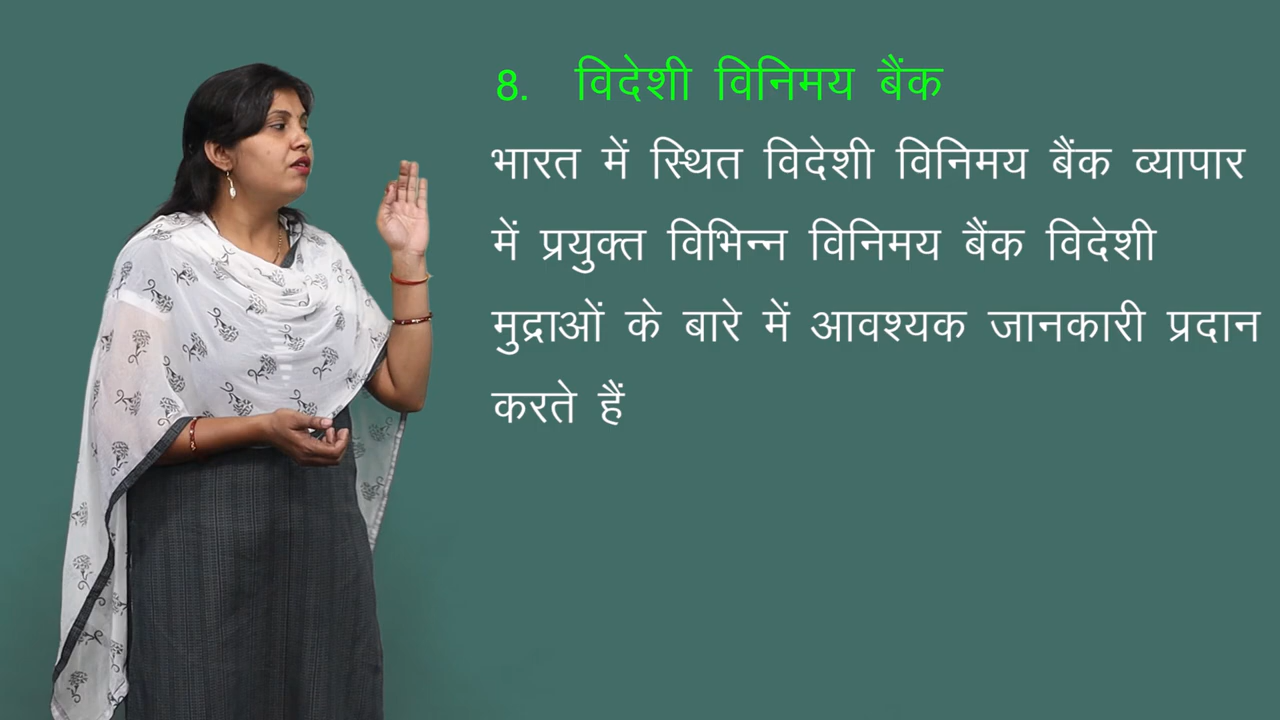 8. विदेशी विनिमय बैंक
भारत में स्थित विदेशी विनिमय बैंक व्यापार
में प्रयुक्त विभिन्न विनिमय बैंक विदेशी
मुद्राओं के बारे में आवश्यक जानकारी प्रदान
करते हैं